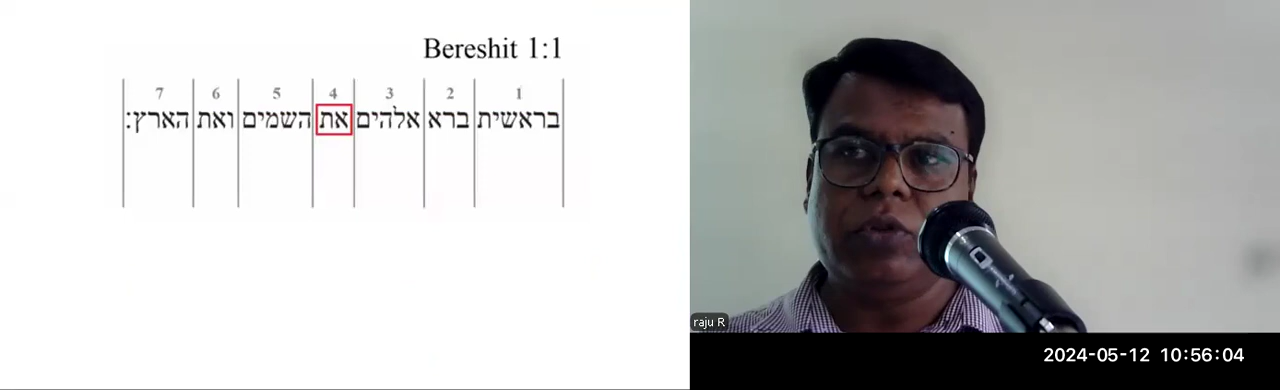 Bereshit 1:1
1 2 3 4 5 6 7
בראשית ברא אלהים את השמים ואת הארץ:
raju R
2024-05-12 10:56:04